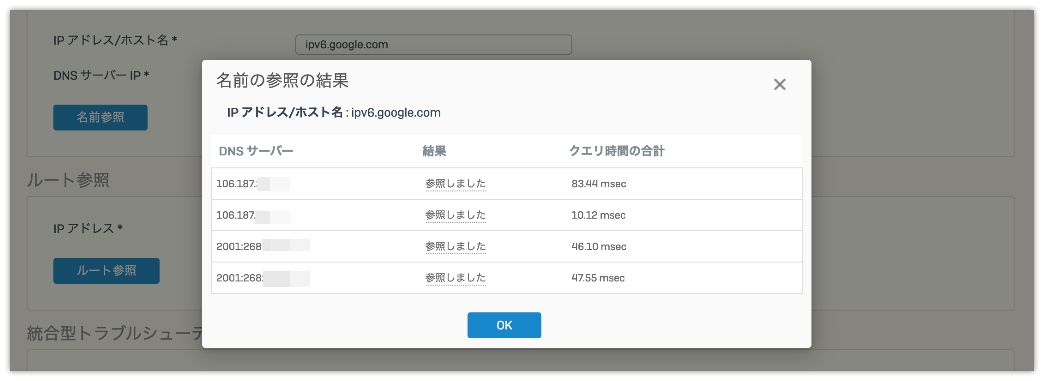 IP アドレス/ホスト名 *
ipv6.google.com
DNS サーバー IP *
名前参照
ルート参照
IP アドレス *
ルート参照
統合型トラブルシューテ
名前の参照の結果
IP アドレス/ホスト名 : ipv6.google.com
DNS サーバー 結果 クエリ時間の合計
106.187. 参照しました 83.44 msec
106.187. 参照しました 10.12 msec
2001:268 参照しました 46.10 msec
2001:268: 参照しました 47.55 msec
OK